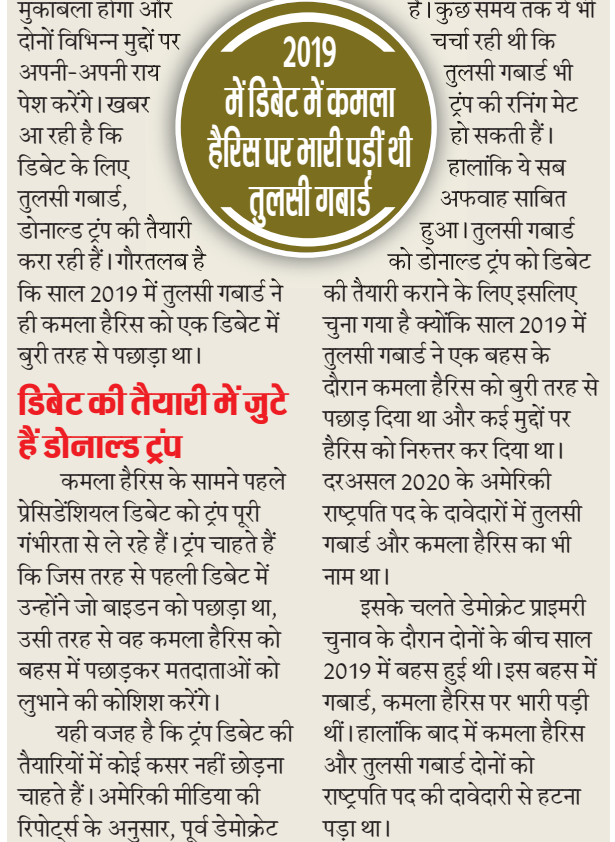 मुकाबला होगा और
दोनों विभिन्न मुद्दों पर
अपनी-अपनी राय
पेश करेंगे। खबर
आ रही है कि
डिबेट के लिए
तुलसी गबार्ड,
डोनाल्ड ट्रंप की तैयारी
करा रही हैं। गौरतलब है
कि साल 2019 में तुलसी गबार्ड ने
ही कमला हैरिस को एक डिबेट में
बुरी तरह से पछाड़ा था।
डिबेट की तैयारी में जुटे
हैं डोनाल्ड ट्रंप
कमला हैरिस के सामने पहले
प्रेसिडेंशियल डिबेट को ट्रंप पूरी
गंभीरता से ले रहे हैं। ट्रंप चाहते हैं
कि जिस तरह से पहली डिबेट में
उन्होंने जो बाइडन को पछाड़ा था,
उसी तरह से वह कमला हैरिस को
बहस में पछाड़कर मतदाताओं को
लुभाने की कोशिश करेंगे।
यही वजह है कि ट्रंप डिबेट की
तैयारियों में कोई कसर नहीं छोड़ना
चाहते हैं। अमेरिकी मीडिया की
रिपोर्ट्स के अनुसार, पूर्व डेमोक्रेट
2019
में डिबेट में कमला
हैरिस पर भारी पड़ीं थी
तुलसी गबार्ड
हैं। कुछ समय तक ये भी
चर्चा रही थी कि
तुलसी गबार्ड भी
ट्रंप की रनिंग मेट
हो सकती हैं।
हालांकि ये सब
अफवाह साबित
हुआ। तुलसी गबार्ड
को डोनाल्ड ट्रंप को डिबेट
की तैयारी कराने के लिए इसलिए
चुना गया है क्योंकि साल 2019 में
तुलसी गबार्ड ने एक बहस के
दौरान कमला हैरिस को बुरी तरह से
पछाड़ दिया था और कई मुद्दों पर
हैरिस को निरुत्तर कर दिया था।
दरअसल 2020 के अमेरिकी
राष्ट्रपति पद के दावेदारों में तुलसी
गबार्ड और कमला हैरिस का भी
नाम था।
इसके चलते डेमोक्रेट प्राइमरी
चुनाव के दौरान दोनों के बीच साल
2019 में बहस हुई थी। इस बहस में
गबार्ड, कमला हैरिस पर भारी पड़ी
थीं। हालांकि बाद में कमला हैरिस
और तुलसी गबार्ड दोनों को
राष्ट्रपति पद की दावेदारी से हटना
पड़ा था।